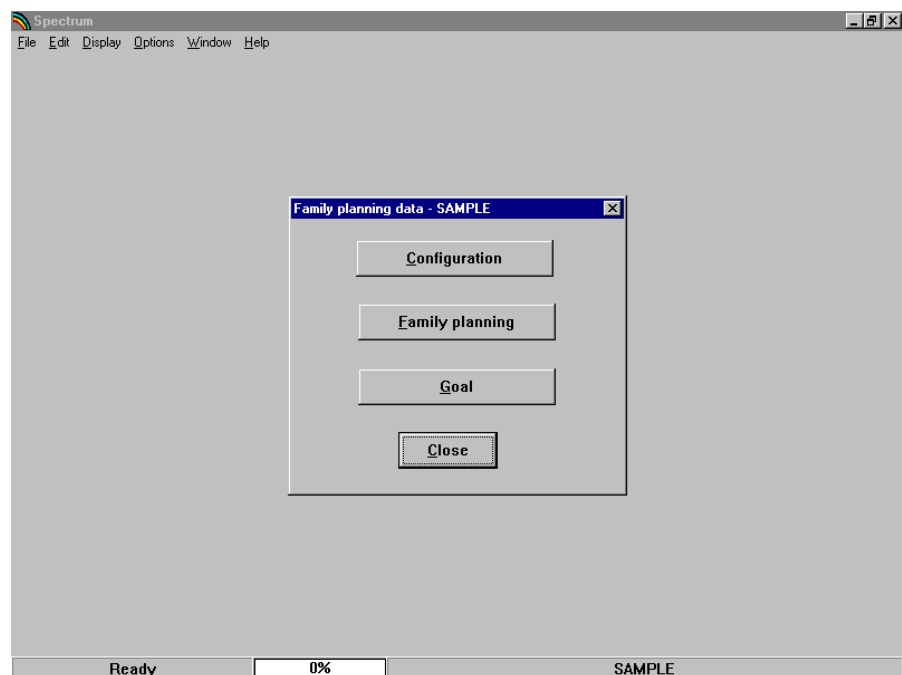 Spectrum
File Edit Display Options Window Help
Family planning data - SAMPLE
Configuration
Family planning
Goal
Close
Ready 0% SAMPLE